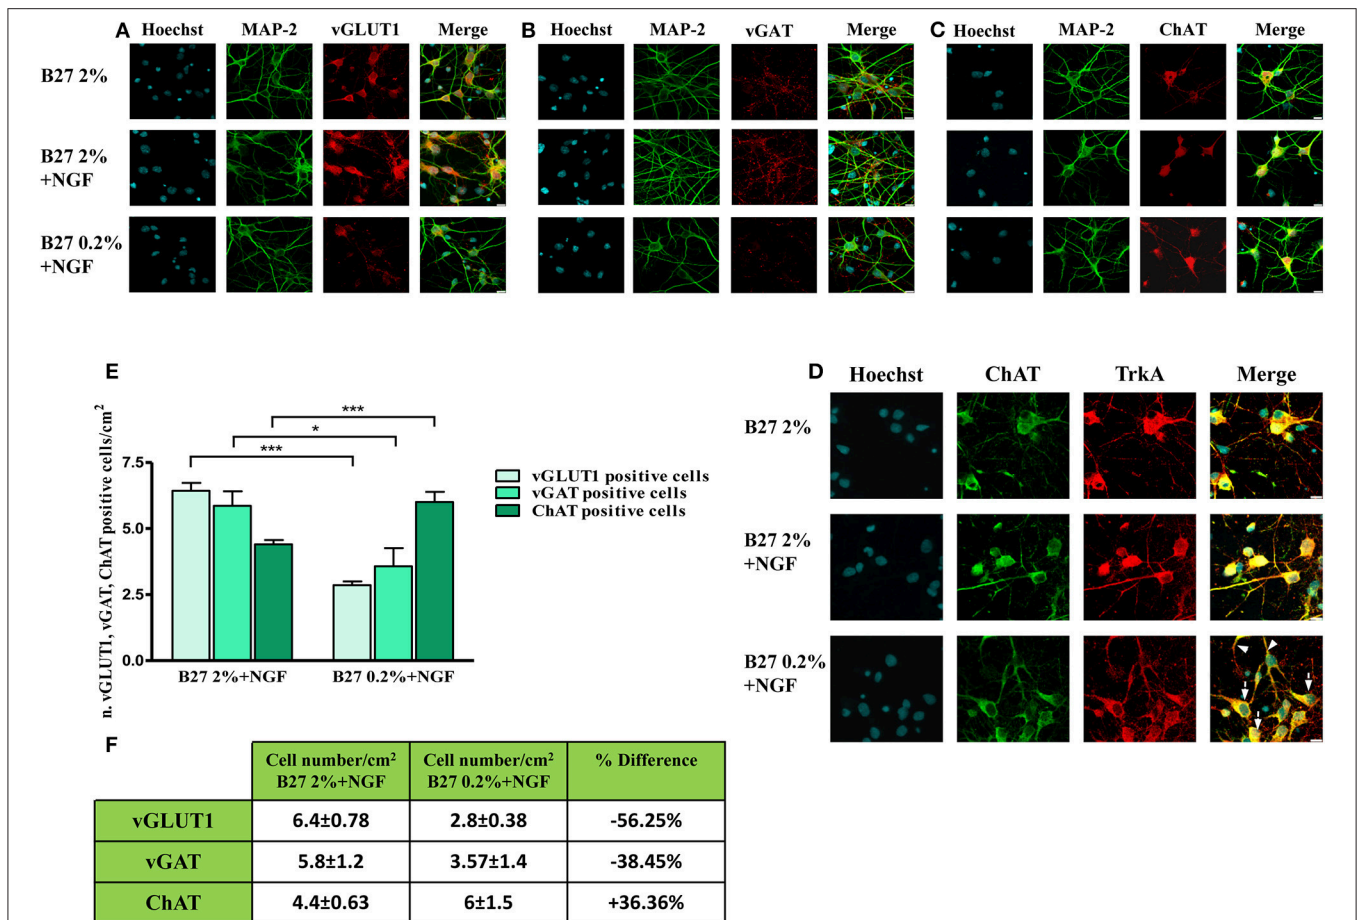 A
Hoechst MAP-2 vGLUT1 Merge
B
Hoechst MAP-2 vGAT Merge
C
Hoechst MAP-2 ChAT Merge
B27 2%
B27 2%
+NGF
B27 0.2%
+NGF
E
n. vGLUT1, vGAT, ChAT positive cells/cm²
7.5
5.0
2.5
0.0
***
*
***
B27 2%+NGF
B27 0.2%+NGF
vGLUT1 positive cells
vGAT positive cells
ChAT positive cells
D
Hoechst ChAT TrkA Merge
B27 2%
B27 2%
+NGF
B27 0.2%
+NGF
F
Cell number/cm²
B27 2%+NGF
Cell number/cm²
B27 0.2%+NGF
% Difference
vGLUT1 6.4±0.78 2.8±0.38 -56.25%
vGAT 5.8±1.2 3.57±1.4 -38.45%
ChAT 4.4±0.63 6±1.5 +36.36%